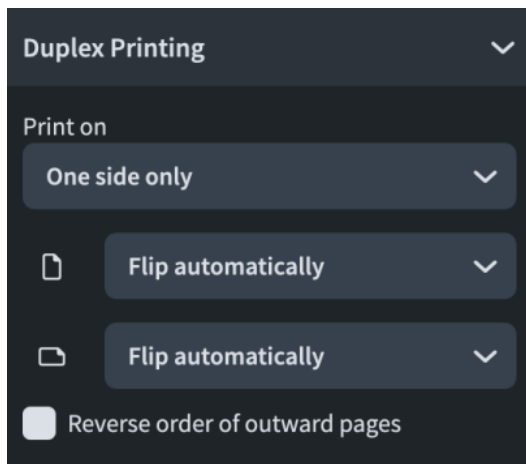 Duplex Printing
Print on
One side only
Flip automatically
Flip automatically
Reverse order of outward pages